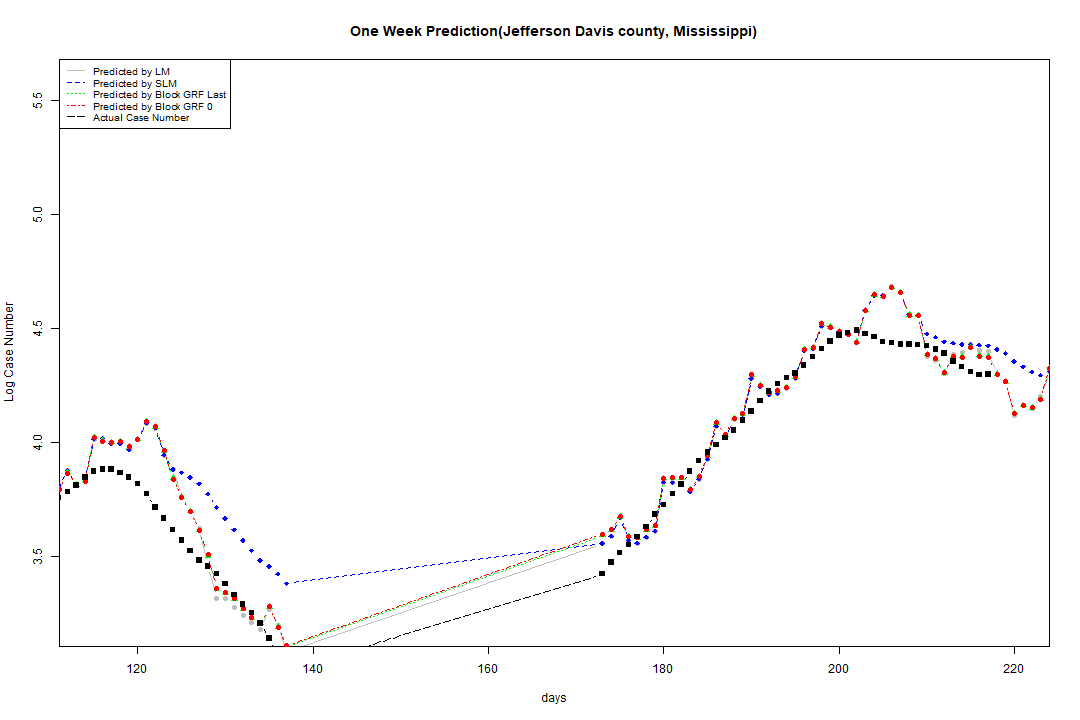 One Week Prediction(Jefferson Davis county, Mississippi)
Predicted by LM
Predicted by SLM
Predicted by Block GRF Last
Predicted by Block GRF 0
Actual Case Number
5.5
5.0
4.5
4.0
3.5
Log Case Number
120 140 160 180 200 220
days